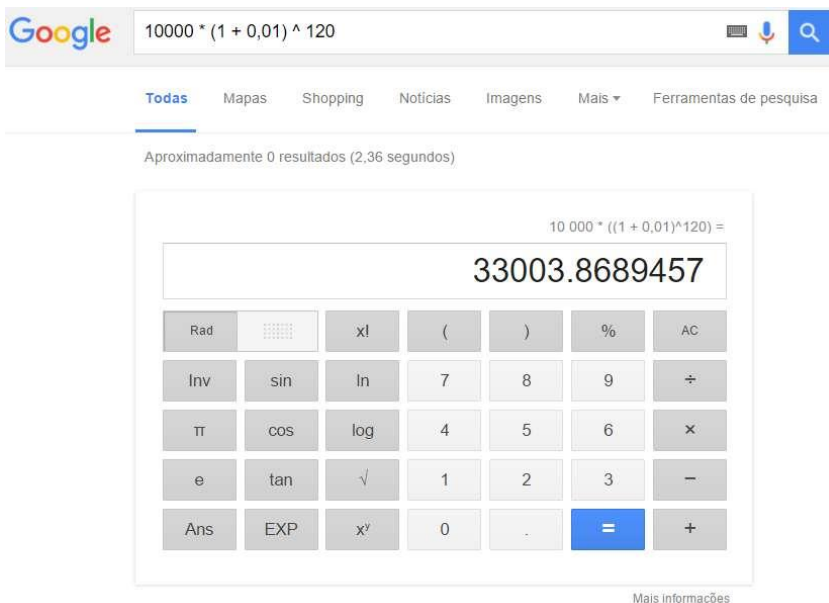 Google 10000 * (1 + 0,01) ^ 120
Todas Mapas Shopping Notícias Imagens Mais Ferramentas de pesquisa
Aproximadamente 0 resultados (2,36 segundos)
10 000 * ((1 + 0,01)^120) =
33003.8689457
Rad x! ( ) % AC
Inv sin ln 7 8 9 ÷
π cos log 4 5 6 ×
e tan √ 1 2 3 −
Ans EXP xʸ 0 . = +
Mais informações